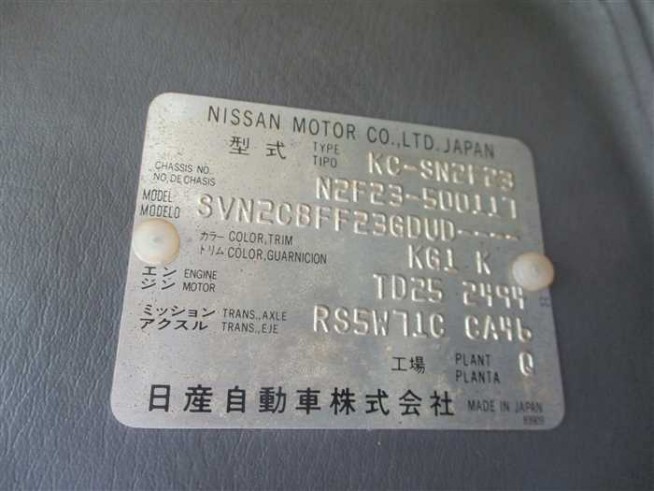 NISSAN MOTOR CO.,LTD. JAPAN
型式 TYPE TIPO KC-SN2F23
CHASSIS NO. NO, DE CHASIS N2F23-500117
MODEL MODELO SVN2CBFF23GDUD-----
カラー COLOR, TRIM トリム COLOR, GUARNICION KG1 K
エンジン ENGINE MOTOR TD25 2494
ミッション TRANS., AXLE アクスル TRANS., EJE RS5W71C CA46
工場 PLANT PLANTA Q
日産自動車株式会社 MADE IN JAPAN